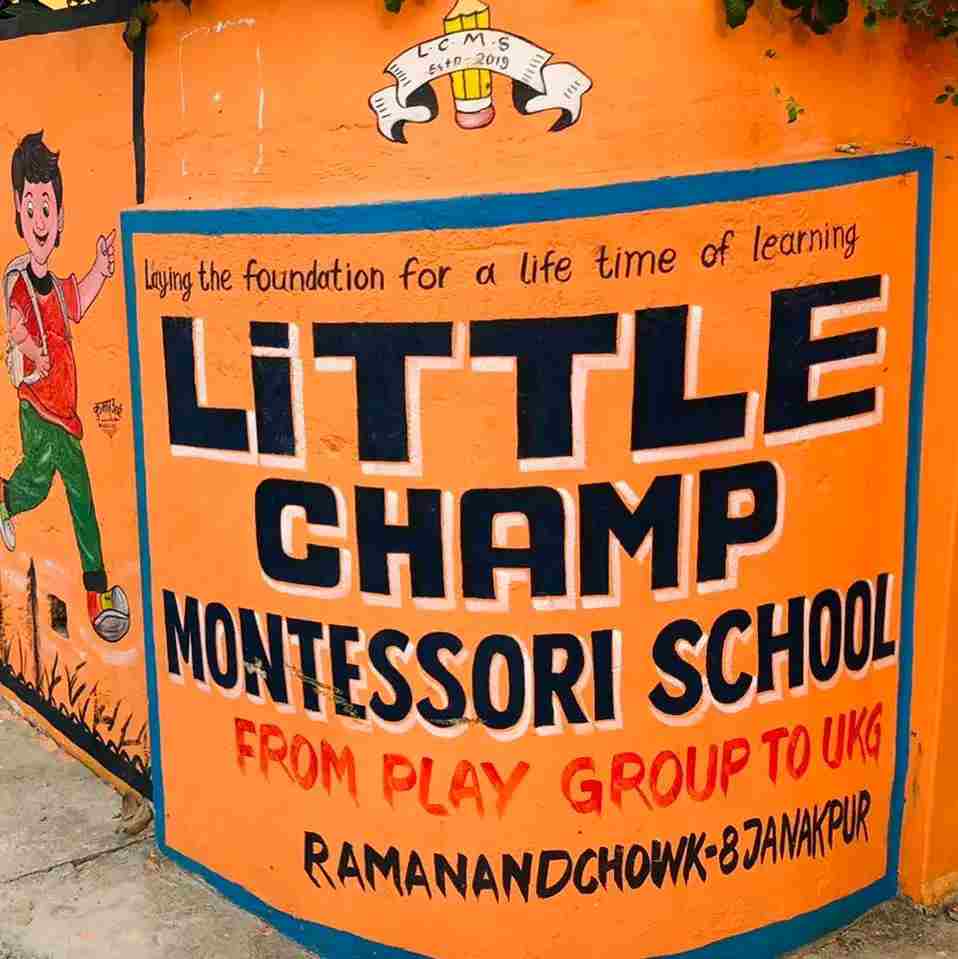 L.C.M.S
Estd-2019
Laying the foundation for a life time of learning
LiTTLE
CHAMP
MONTESSORI SCHOOL
FROM PLAY GROUP TO UKG
RAMANANDCHOWK-8 JANAKPUR